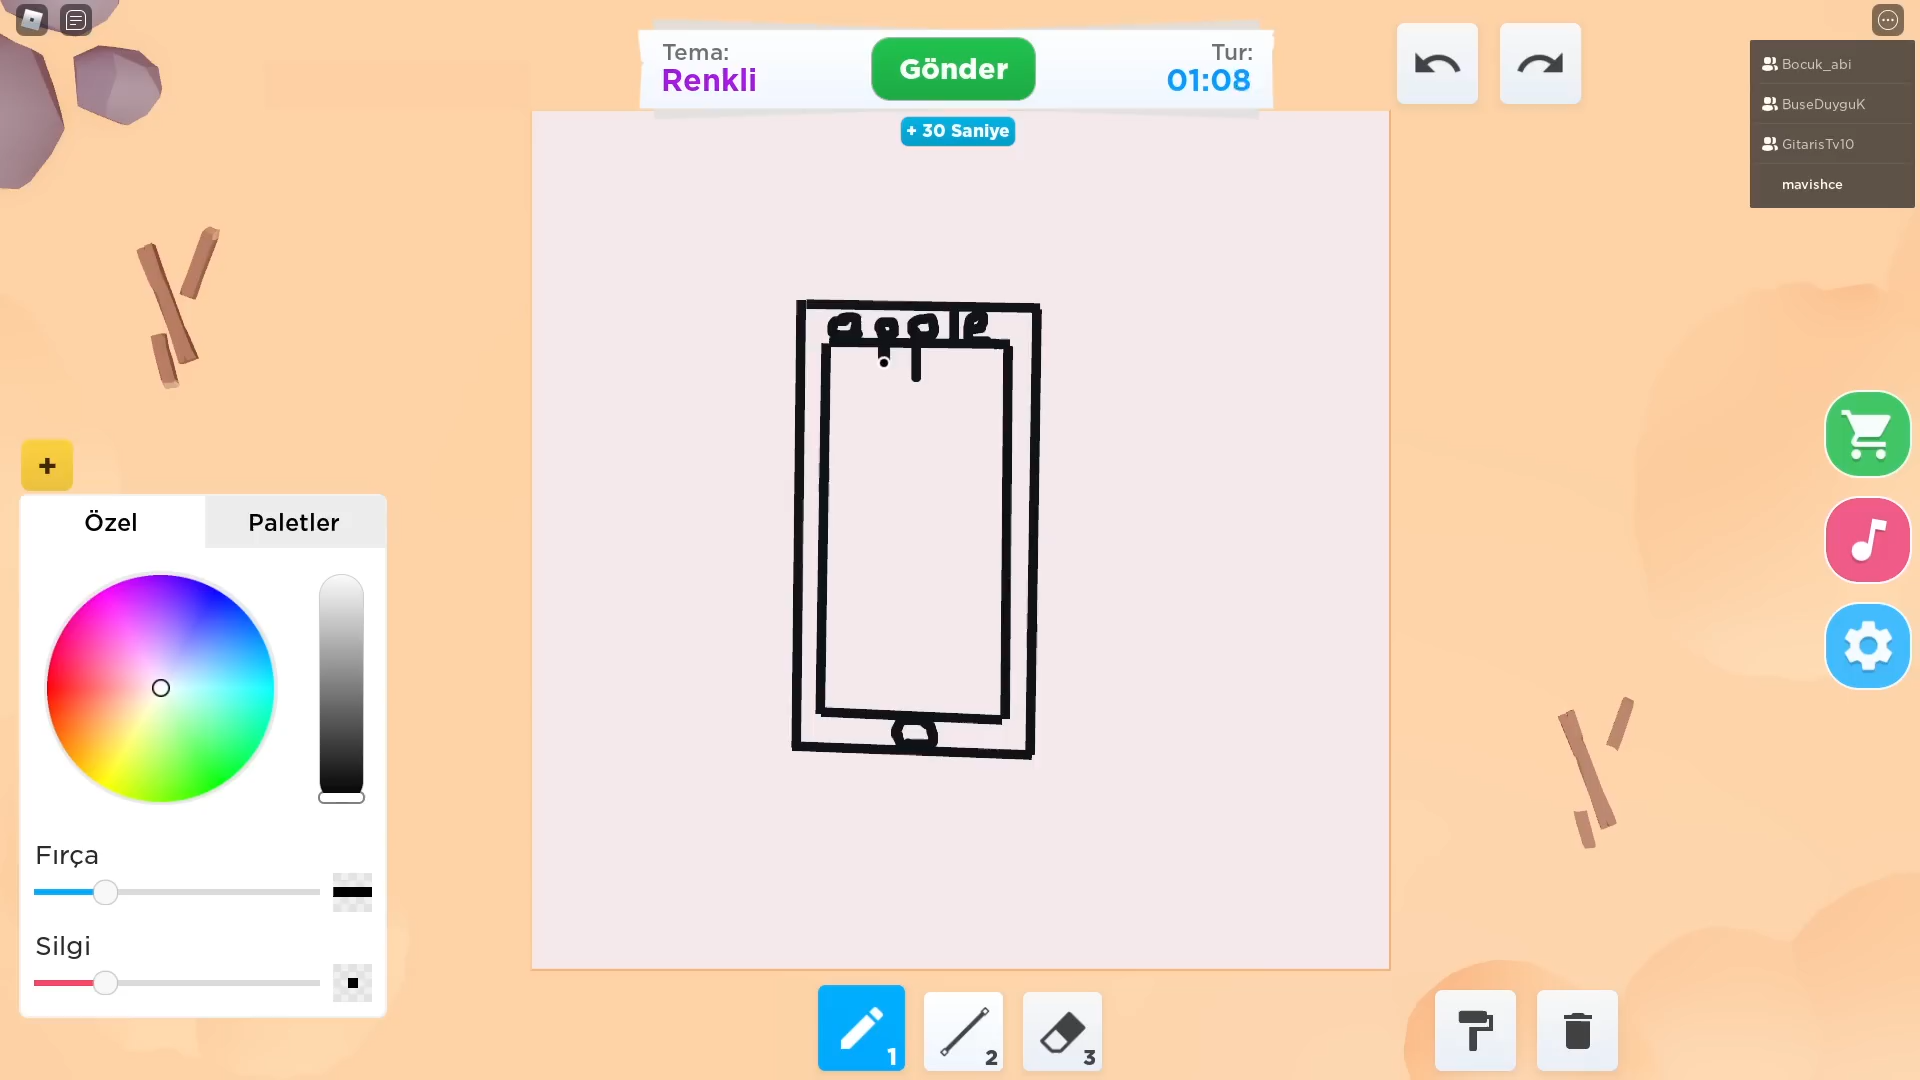 Tema:
Renkli
Gönder
Tur:
01:08
+ 30 Saniye
Bocuk_abi
BuseDuyguK
GitarisTv10
mavishce
apple
+
Özel
Paletler
Fırça
Silgi
1
2
3